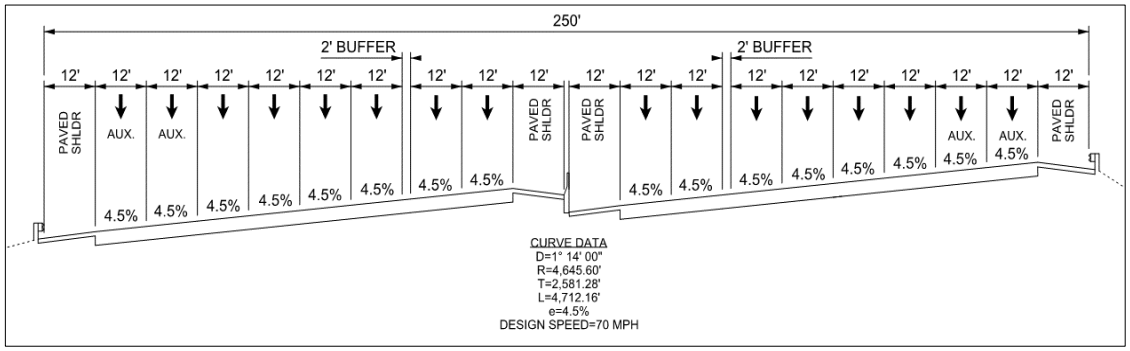 250'
2' BUFFER
2' BUFFER
12' 12' 12' 12' 12' 12' 12' 12' 12' 12' 12' 12' 12' 12' 12' 12' 12' 12' 12' 12'
PAVED
SHLDR
AUX. AUX.
PAVED
SHLDR
PAVED
SHLDR
AUX. AUX.
PAVED
SHLDR
4.5% 4.5% 4.5% 4.5% 4.5% 4.5% 4.5% 4.5%
4.5% 4.5% 4.5% 4.5% 4.5% 4.5% 4.5% 4.5%
CURVE DATA
D=1° 14' 00"
R=4,645.60'
T=2,581.28'
L=4,712.16'
e=4.5%
DESIGN SPEED=70 MPH